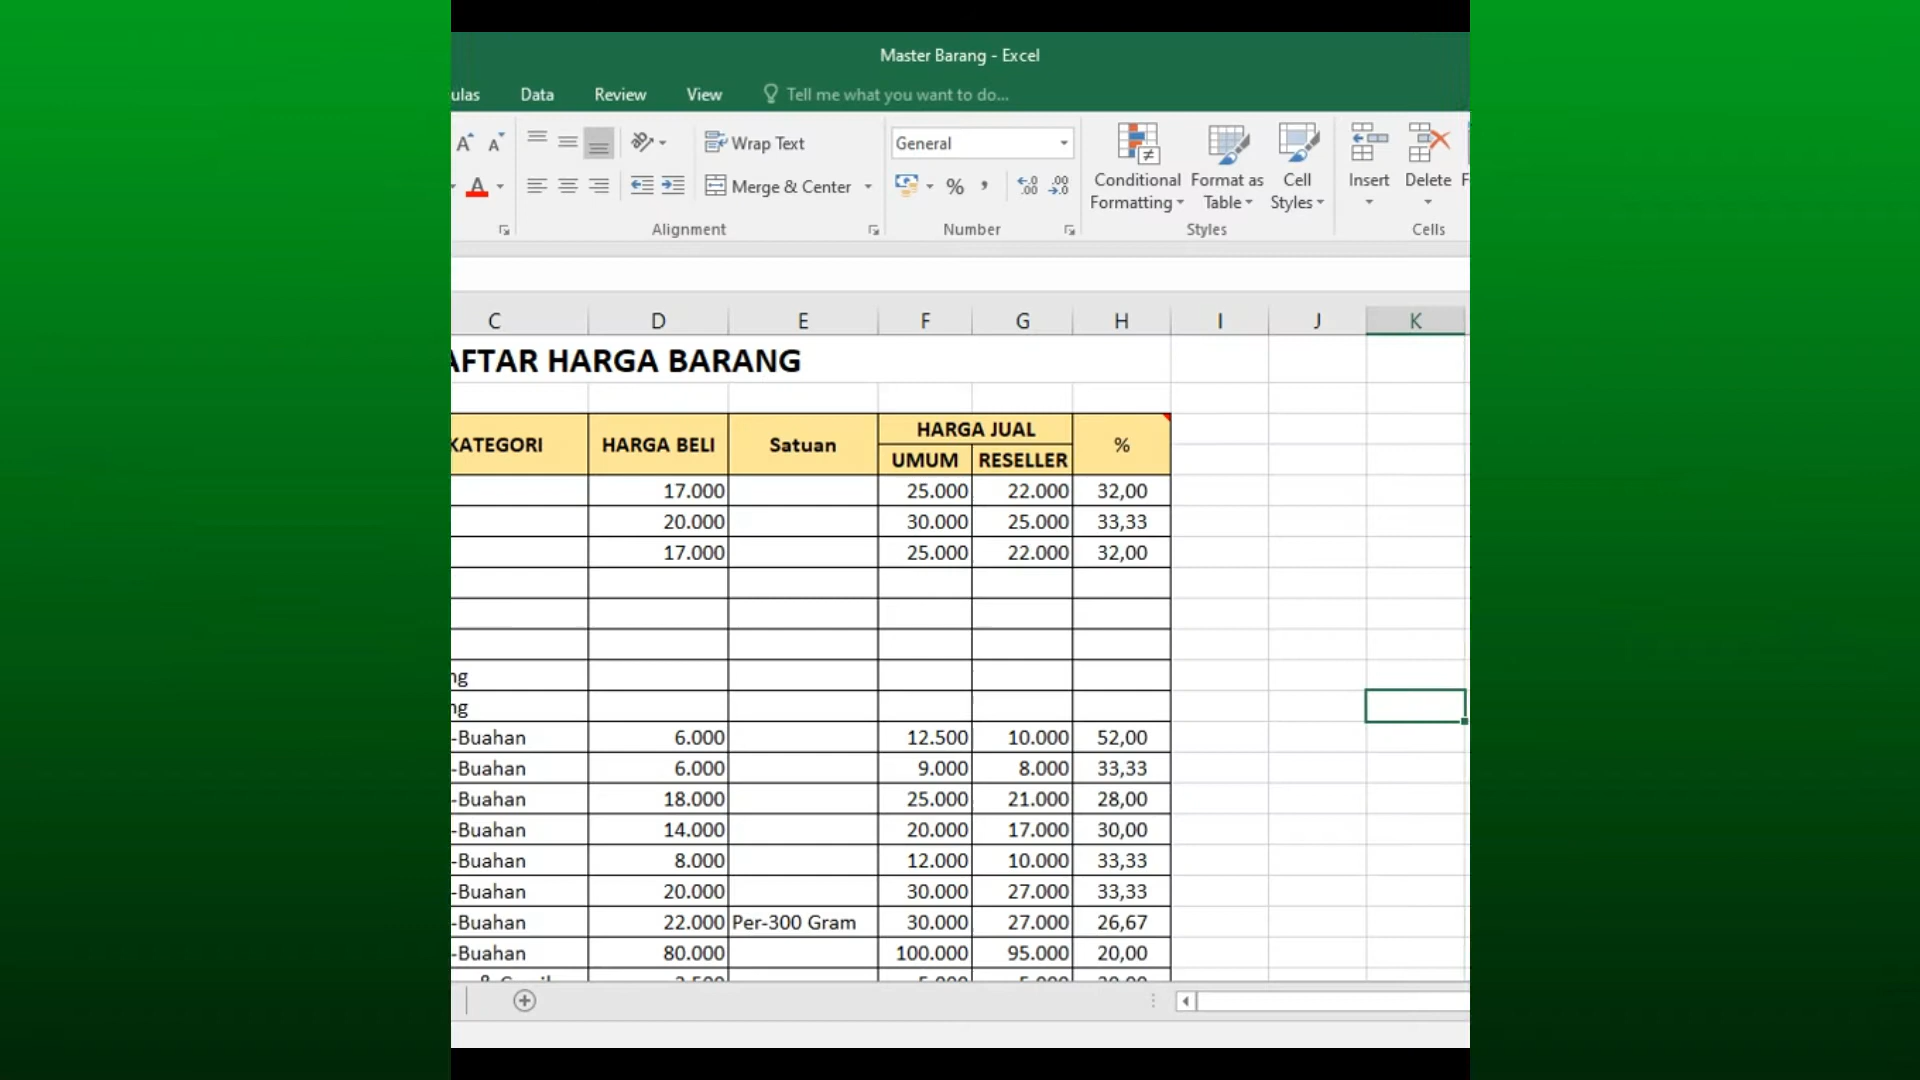 Master Barang - Excel
ulas Data Review View Tell me what you want to do...
A A Wrap Text General
A Merge & Center % , Conditional Formatting Format as Table Cell Styles Insert Delete F
Alignment Number Styles Cells
C D E F G H I J K
AFTAR HARGA BARANG
KATEGORI HARGA BELI Satuan HARGA JUAL %
UMUM RESELLER
17.000 25.000 22.000 32,00
20.000 30.000 25.000 33,33
17.000 25.000 22.000 32,00
ng
ng
-Buahan 6.000 12.500 10.000 52,00
-Buahan 6.000 9.000 8.000 33,33
-Buahan 18.000 25.000 21.000 28,00
-Buahan 14.000 20.000 17.000 30,00
-Buahan 8.000 12.000 10.000 33,33
-Buahan 20.000 30.000 27.000 33,33
-Buahan 22.000 Per-300 Gram 30.000 27.000 26,67
-Buahan 80.000 100.000 95.000 20,00